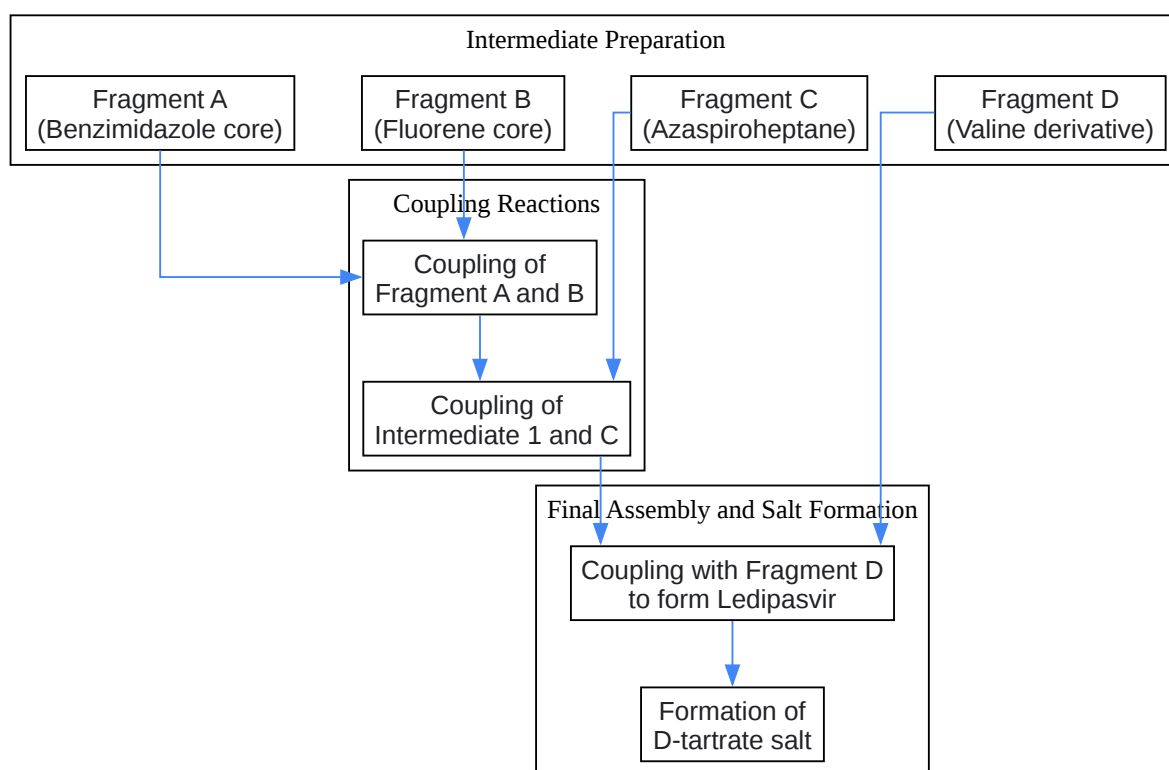 Intermediate Preparation
Fragment A
(Benzimidazole core)
Fragment B
(Fluorene core)
Fragment C
(Azaspiroheptane)
Fragment D
(Valine derivative)
Coupling Reactions
Coupling of
Fragment A and B
Coupling of
Intermediate 1 and C
Final Assembly and Salt Formation
Coupling with Fragment D
to form Ledipasvir
Formation of
D-tartrate salt